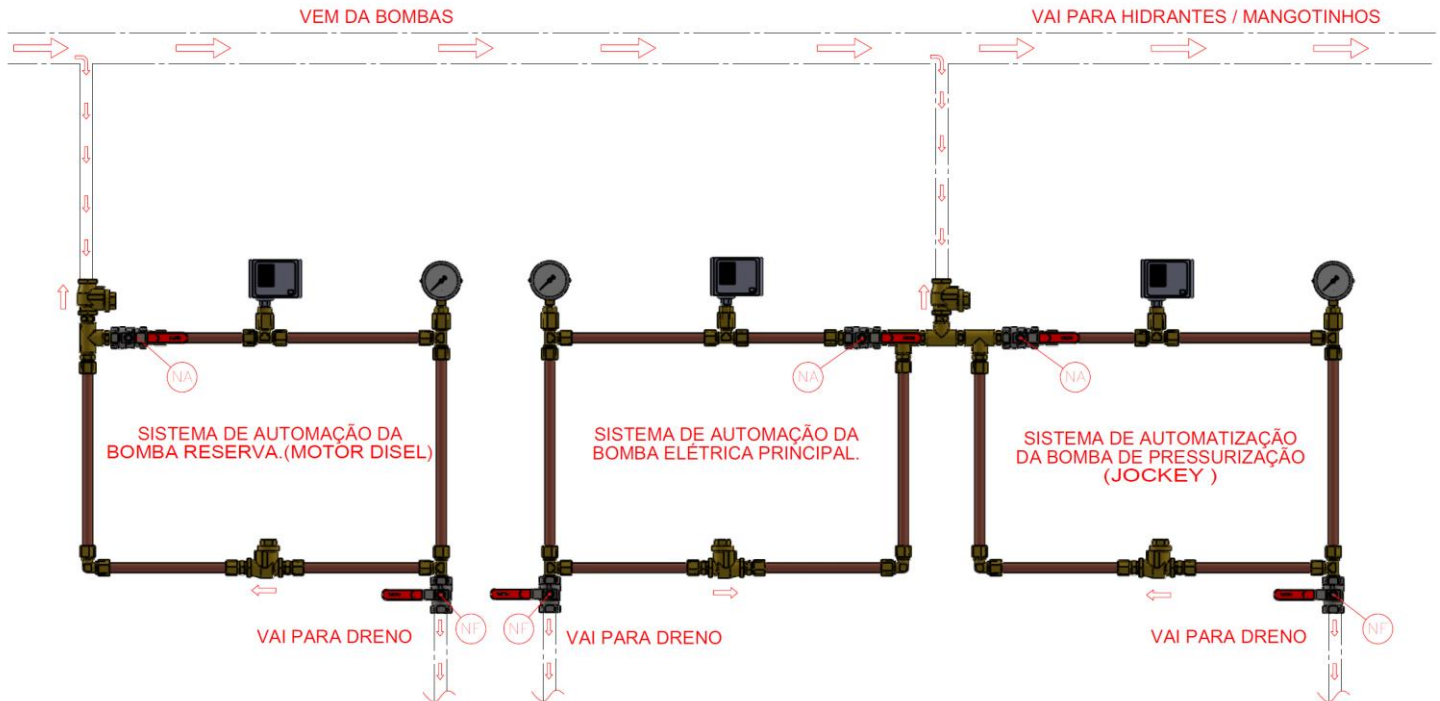 VEM DA BOMBAS
VAI PARA HIDRANTES / MANGOTINHOS
NA
NA
NA
SISTEMA DE AUTOMAÇÃO DA
BOMBA RESERVA.(MOTOR DISEL)
SISTEMA DE AUTOMAÇÃO DA
BOMBA ELÉTRICA PRINCIPAL.
SISTEMA DE AUTOMATIZAÇÃO
DA BOMBA DE PRESSURIZAÇÃO
(JOCKEY )
NF
NF
NF
VAI PARA DRENO
VAI PARA DRENO
VAI PARA DRENO